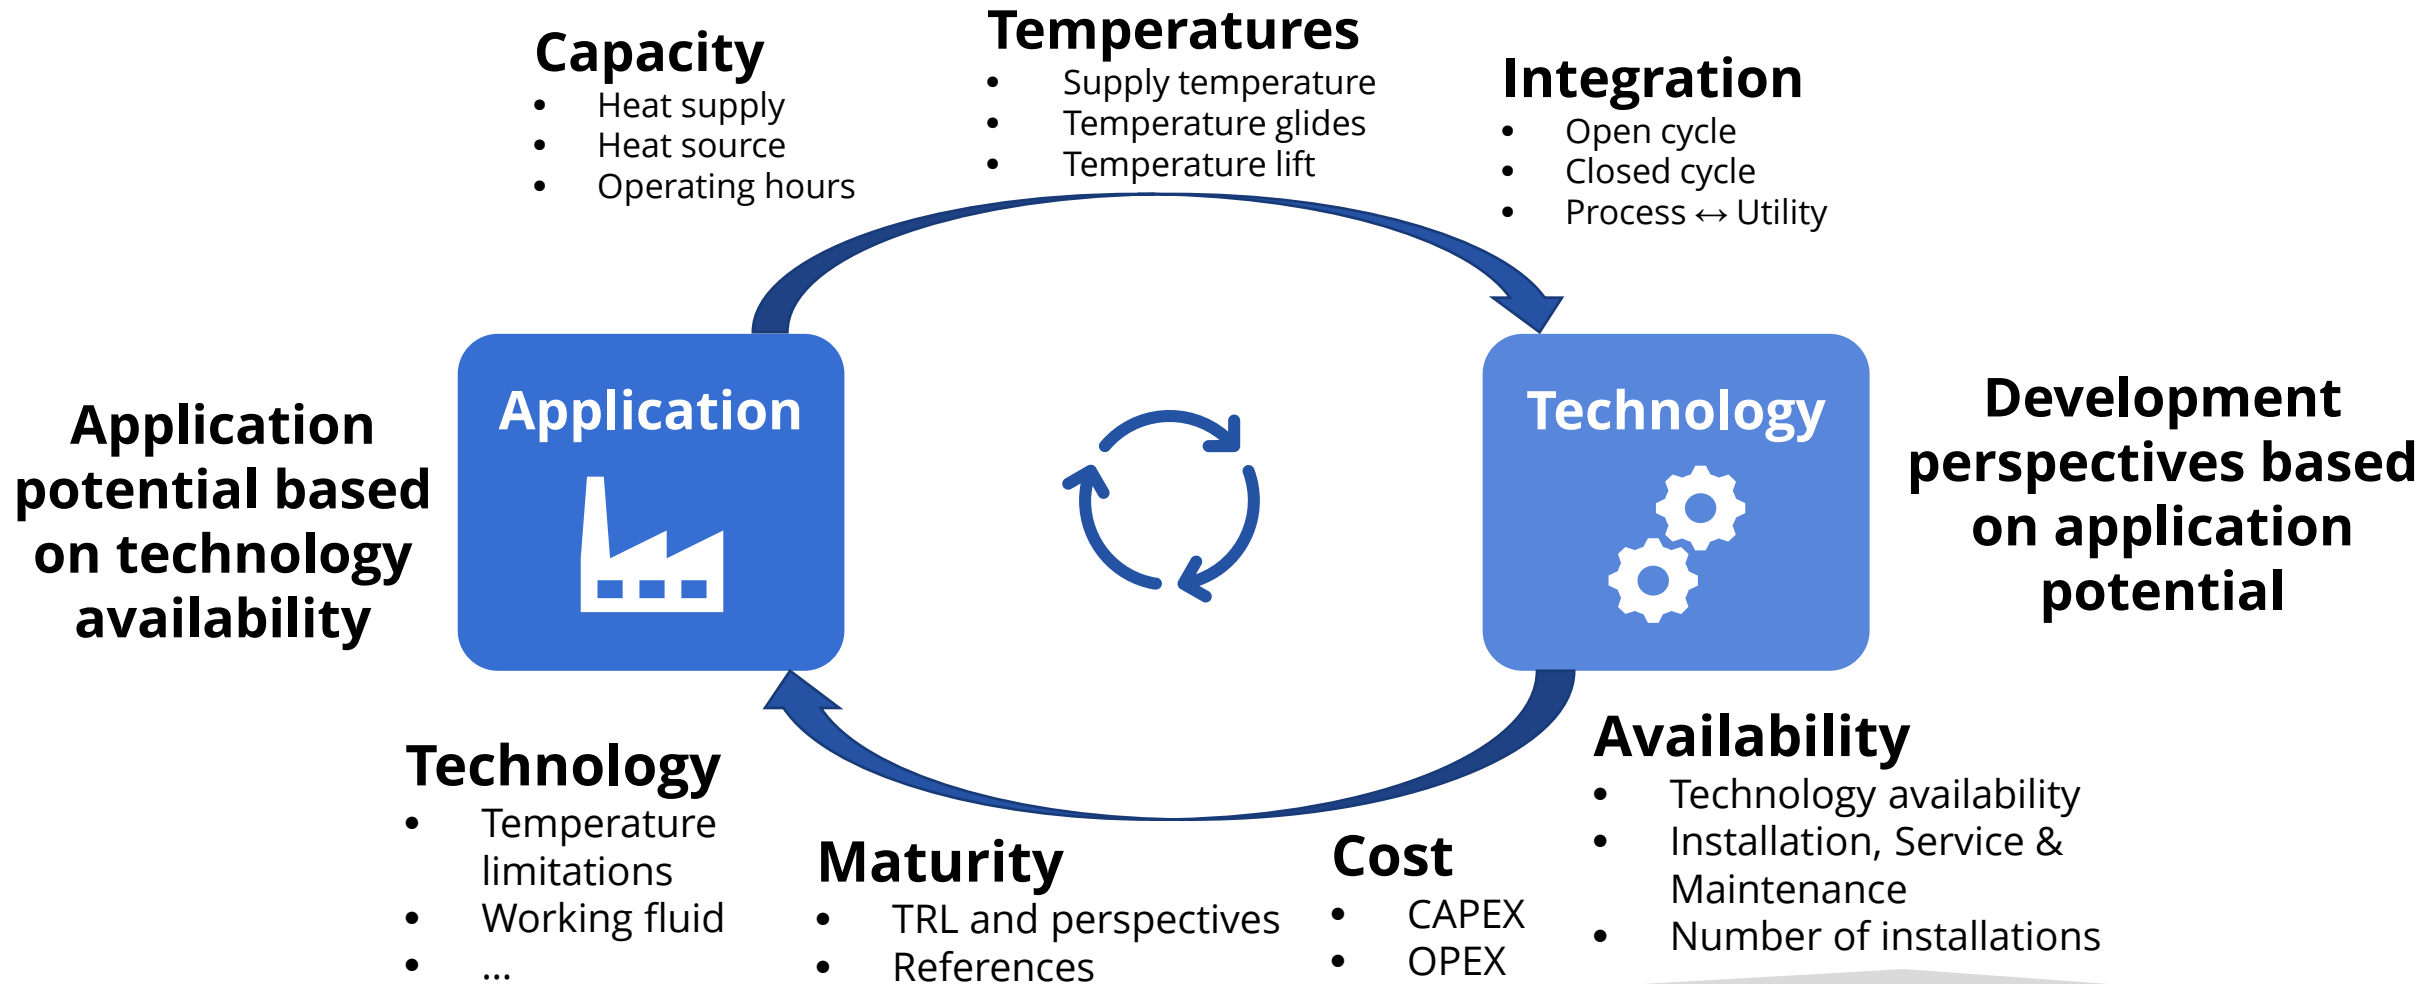 Capacity
• Heat supply
• Heat source
• Operating hours
Temperatures
• Supply temperature
• Temperature glides
• Temperature lift
Integration
• Open cycle
• Closed cycle
• Process ↔ Utility
Application
potential based
on technology
availability
Application
Technology
Development
perspectives based
on application
potential
Technology
• Temperature
limitations
• Working fluid
• ...
Maturity
• TRL and perspectives
• References
Cost
• CAPEX
• OPEX
Availability
• Technology availability
• Installation, Service &
Maintenance
• Number of installations